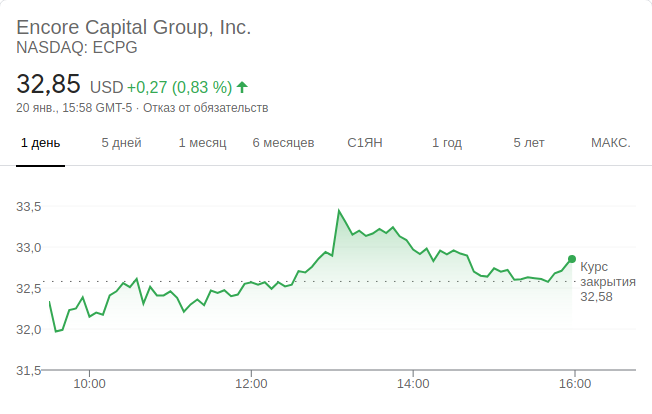 Encore Capital Group, Inc.
NASDAQ: ECPG
32,85 USD +0,27 (0,83 %)
20 янв., 15:58 GMT-5 · Отказ от обязательств
1 день 5 дней 1 месяц 6 месяцев С1ЯН 1 год 5 лет МАКС.
33,5
33,0
32,5
32,0
31,5
Курс
закрытия
32,58
10:00 12:00 14:00 16:00